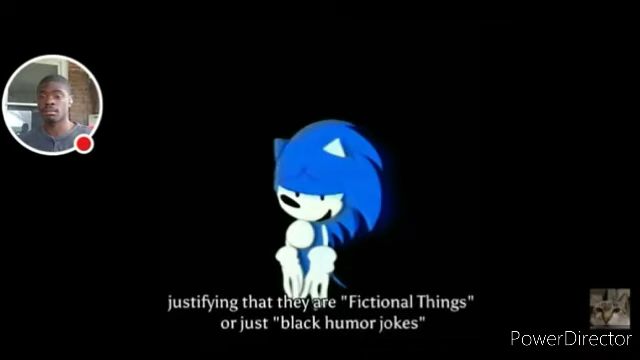 justifying that they are "Fictional Things"
or just "black humor jokes"
PowerDirector